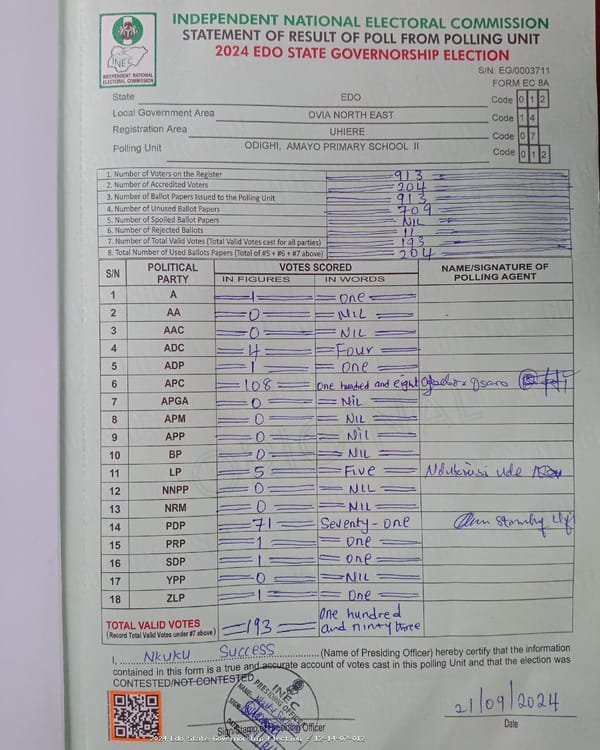 INDEPENDENT NATIONAL ELECTORAL COMMISSION
STATEMENT OF RESULT OF POLL FROM POLLING UNIT
2024 EDO STATE GOVERNORSHIP ELECTION
INEC
INDEPENDENT NATIONAL ELECTORAL COMMISSION
S/N: EG/0003711
FORM EC 8A
State EDO Code 0 1 2
Local Government Area OVIA NORTH EAST Code 1 4
Registration Area UHIERE Code 0 7
Polling Unit ODIGHI, AMAYO PRIMARY SCHOOL II Code 0 1 2
1. Number of Voters on the Register 913
2. Number of Accredited Voters 204
3. Number of Ballot Papers Issued to the Polling Unit 913
4. Number of Unused Ballot Papers 709
5. Number of Spoiled Ballot Papers NIL
6. Number of Rejected Ballots 11
7. Number of Total Valid Votes (Total Valid Votes cast for all parties) 193
8. Total Number of Used Ballots Papers (Total of #5 + #6 + #7 above) 204
S/N POLITICAL PARTY VOTES SCORED NAME/SIGNATURE OF POLLING AGENT
IN FIGURES IN WORDS
1 A 1 One
2 AA 0 NIL
3 AAC 0 NIL
4 ADC 4 Four
5 ADP 1 One
6 APC 108 One hundred and eight
7 APGA 0 NIL
8 APM 0 NIL
9 APP 0 Nil
10 BP 0 NIL
11 LP 5 Five
12 NNPP 0 NIL
13 NRM 0 NIL
14 PDP 71 Seventy-one
15 PRP 1 One
16 SDP 1 One
17 YPP 0 NIL
18 ZLP 1 One
TOTAL VALID VOTES 193 One hundred and ninty three
(Record Total Valid Votes under #7 above)
I, NKUKU SUCCESS (Name of Presiding Officer) hereby certify that the information
contained in this form is a true and accurate account of votes cast in this polling Unit and that the election was
CONTESTED/NOT CONTESTED
INEC
PRESIDING OFFICER
21/09/2024
Sign/Stamp of Presiding Officer
Date
2024 Edo State Governorship Election - 12-14-07-012